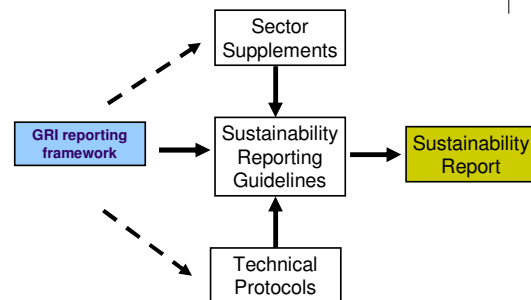 Sector
Supplements
GRI reporting
framework
Sustainability
Reporting
Guidelines
Sustainability
Report
Technical
Protocols